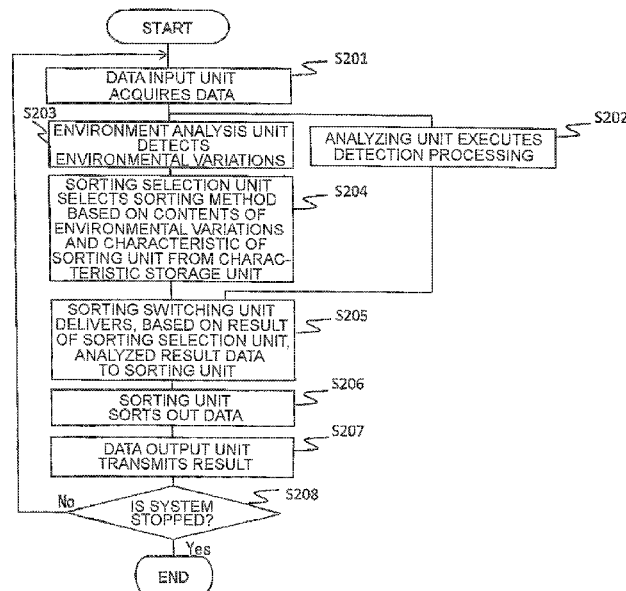 START
S201
DATA INPUT UNIT
ACQUIRES DATA
S203
ENVIRONMENT ANALYSIS UNIT
DETECTS
ENVIRONMENTAL VARIATIONS
S202
ANALYZING UNIT EXECUTES
DETECTION PROCESSING
S204
SORTING SELECTION UNIT
SELECTS SORTING METHOD
BASED ON CONTENTS OF
ENVIRONMENTAL VARIATIONS
AND CHARACTERISTIC OF
SORTING UNIT FROM CHARAC-
TERISTIC STORAGE UNIT
S205
SORTING SWITCHING UNIT
DELIVERS, BASED ON RESULT
OF SORTING SELECTION UNIT,
ANALYZED RESULT DATA
TO SORTING UNIT
S206
SORTING UNIT
SORTS OUT DATA
S207
DATA OUTPUT UNIT
TRANSMITS RESULT
S208
No
IS SYSTEM
STOPPED?
Yes
END